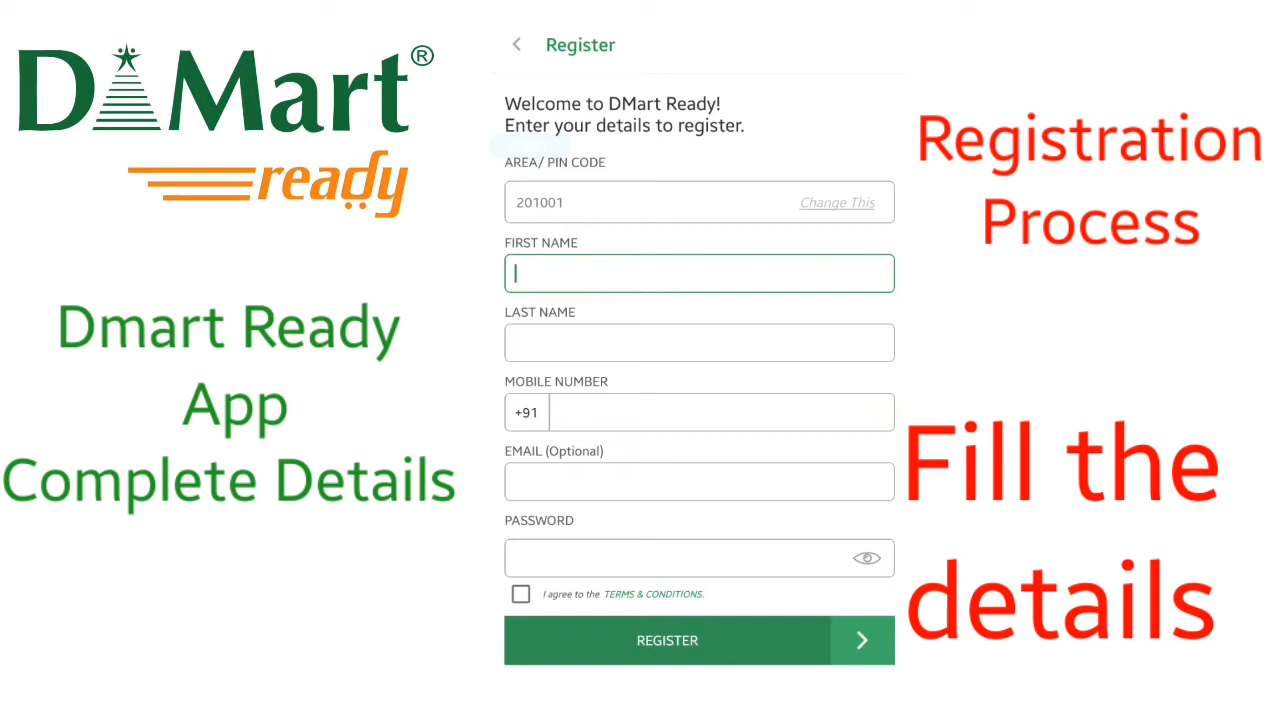 D Mart®
ready
Dmart Ready
App
Complete Details
Register
Welcome to DMart Ready!
Enter your details to register.
AREA/ PIN CODE
201001
Change This
FIRST NAME
LAST NAME
MOBILE NUMBER
+91
EMAIL (Optional)
PASSWORD
I agree to the TERMS & CONDITIONS.
REGISTER
Registration
Process
Fill the
details